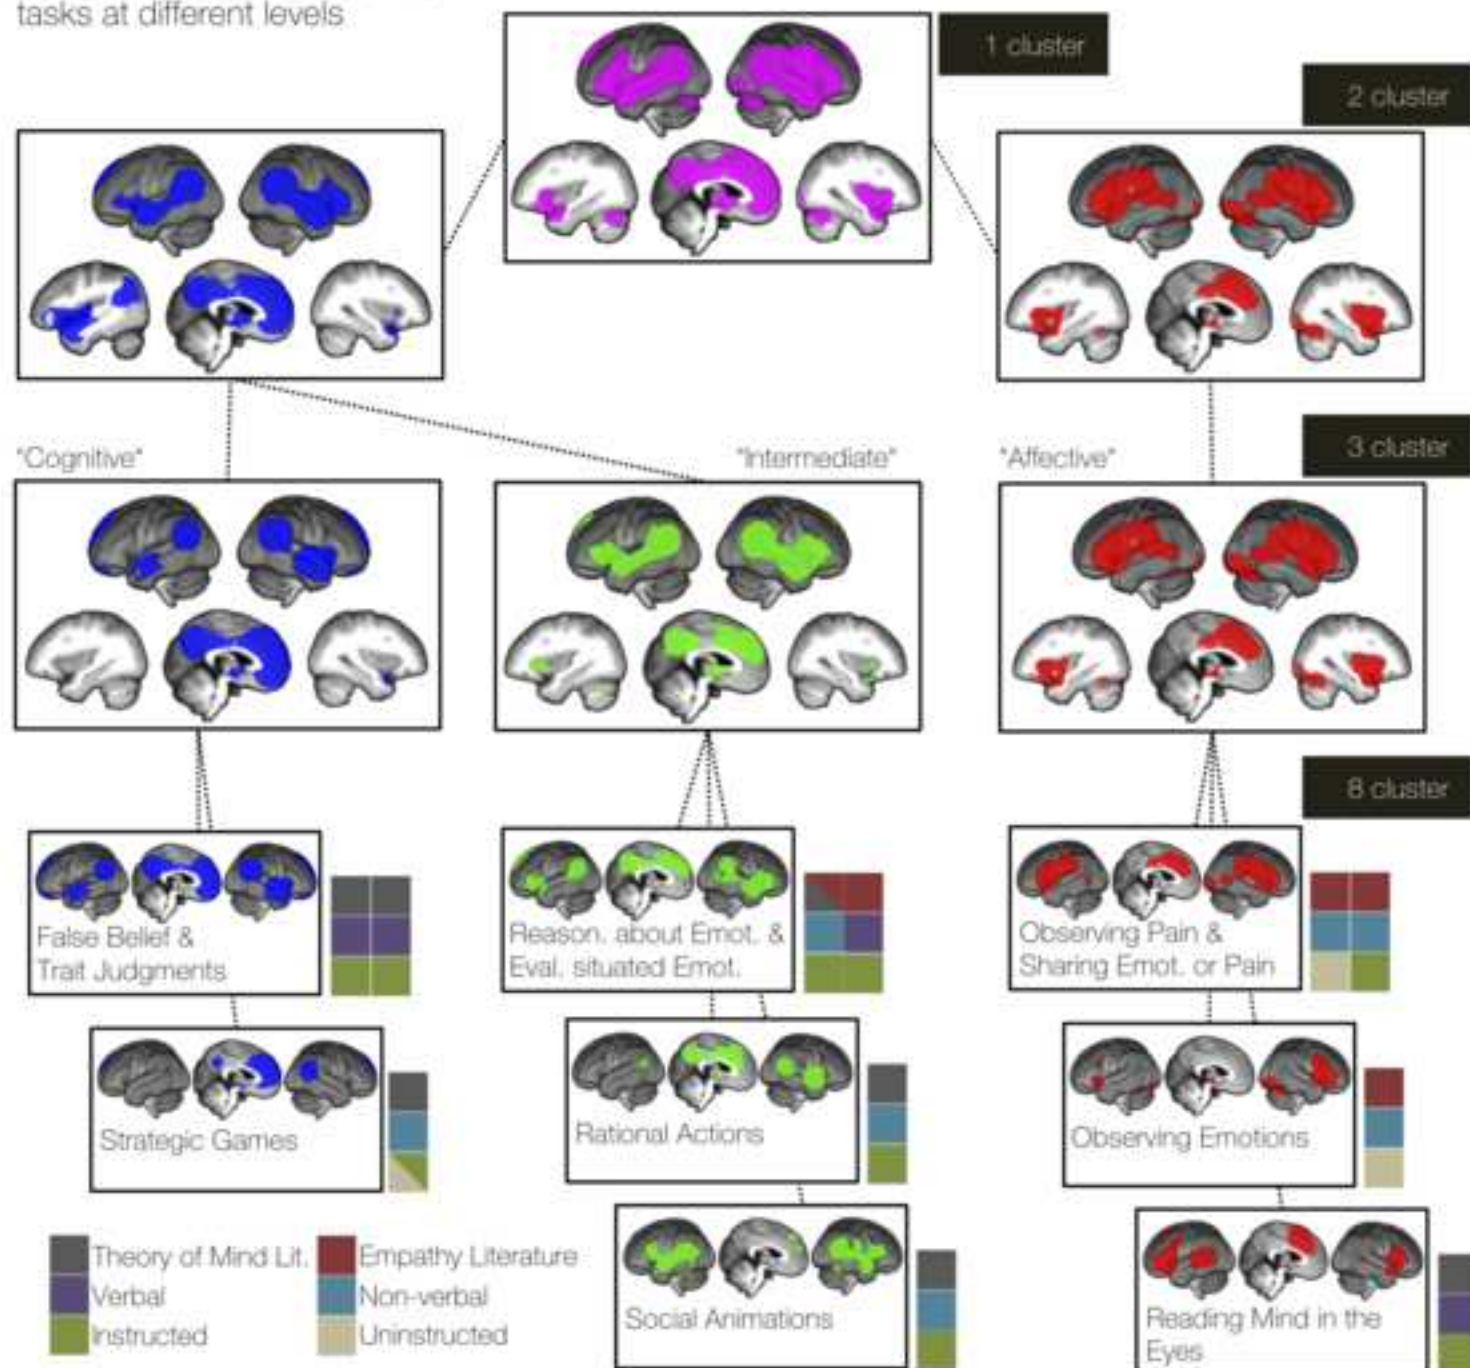 tasks at different levels
1 cluster
2 cluster
"Cognitive"
"Intermediate"
"Affective"
3 cluster
8 cluster
False Belief &
Trait Judgments
Reason. about Emot. &
Eval. situated Emot.
Observing Pain &
Sharing Emot. or Pain
Strategic Games
Rational Actions
Observing Emotions
Social Animations
Reading Mind in the
Eyes
Theory of Mind Lit.
Empathy Literature
Verbal
Non-verbal
Instructed
Uninstructed